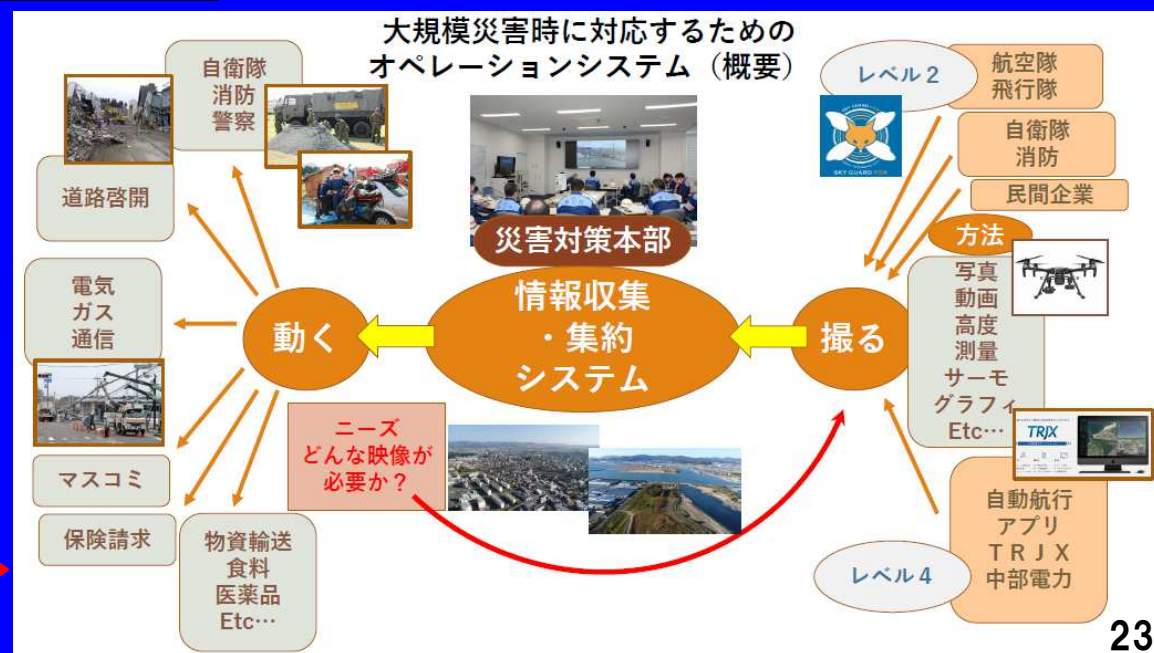 大規模災害時に対応するための
オペレーションシステム（概要）
自衛隊
消防
警察
道路啓開
電気
ガス
通信
マスコミ
保険請求
物資輸送
食料
医薬品
Etc…
動く
災害対策本部
情報収集
・集約
システム
ニーズ
どんな映像が
必要か？
撮る
レベル２
SKY GUARD FOX
航空隊
飛行隊
自衛隊
消防
民間企業
方法
写真
動画
高度
測量
サーモ
グラフィ
Etc…
TRJX
自動航行
アプリ
ＴＲＪＸ
中部電力
レベル４
23